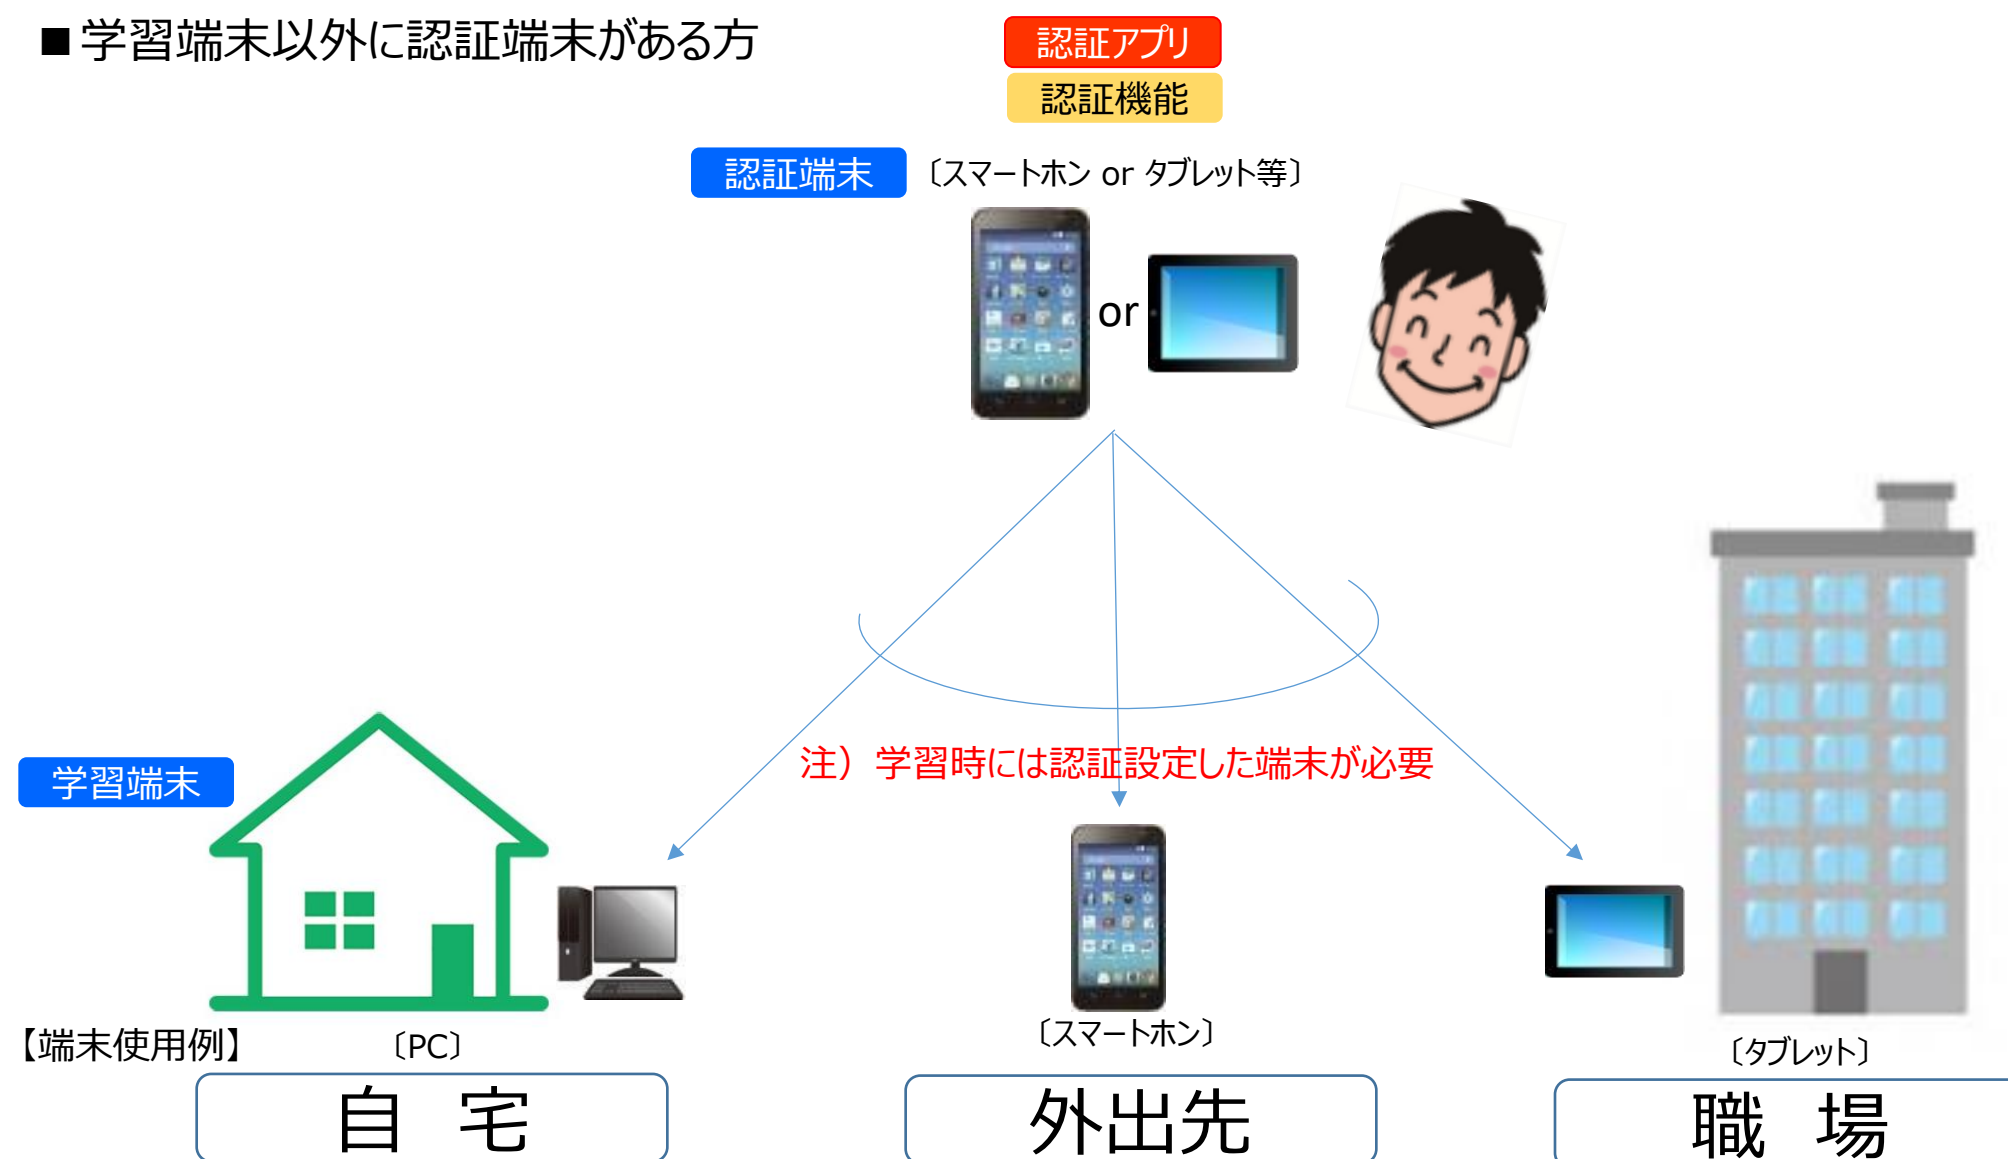 ■学習端末以外に認証端末がある方
認証アプリ
認証機能
認証端末 〔スマートホン or タブレット等〕
or
注）学習時には認証設定した端末が必要
学習端末
【端末使用例】 〔PC〕 〔スマートホン〕 〔タブレット〕
自　宅 外出先 職　場